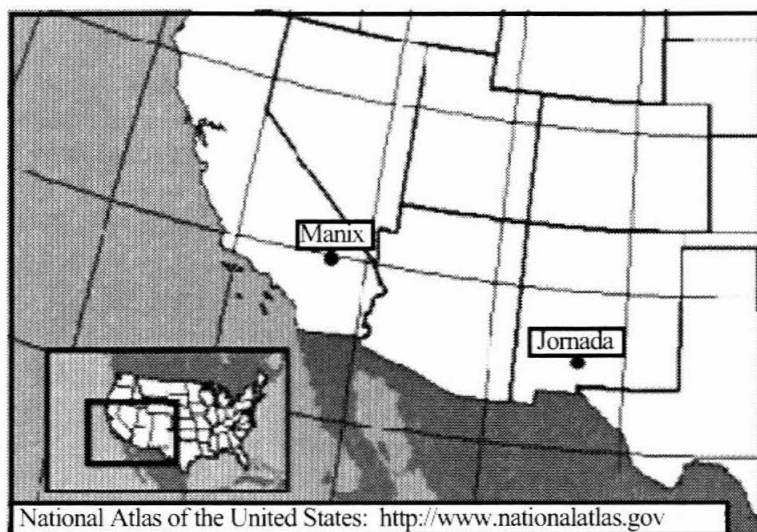 Manix
Jornada
National Atlas of the United States: http://www.nationalatlas.gov